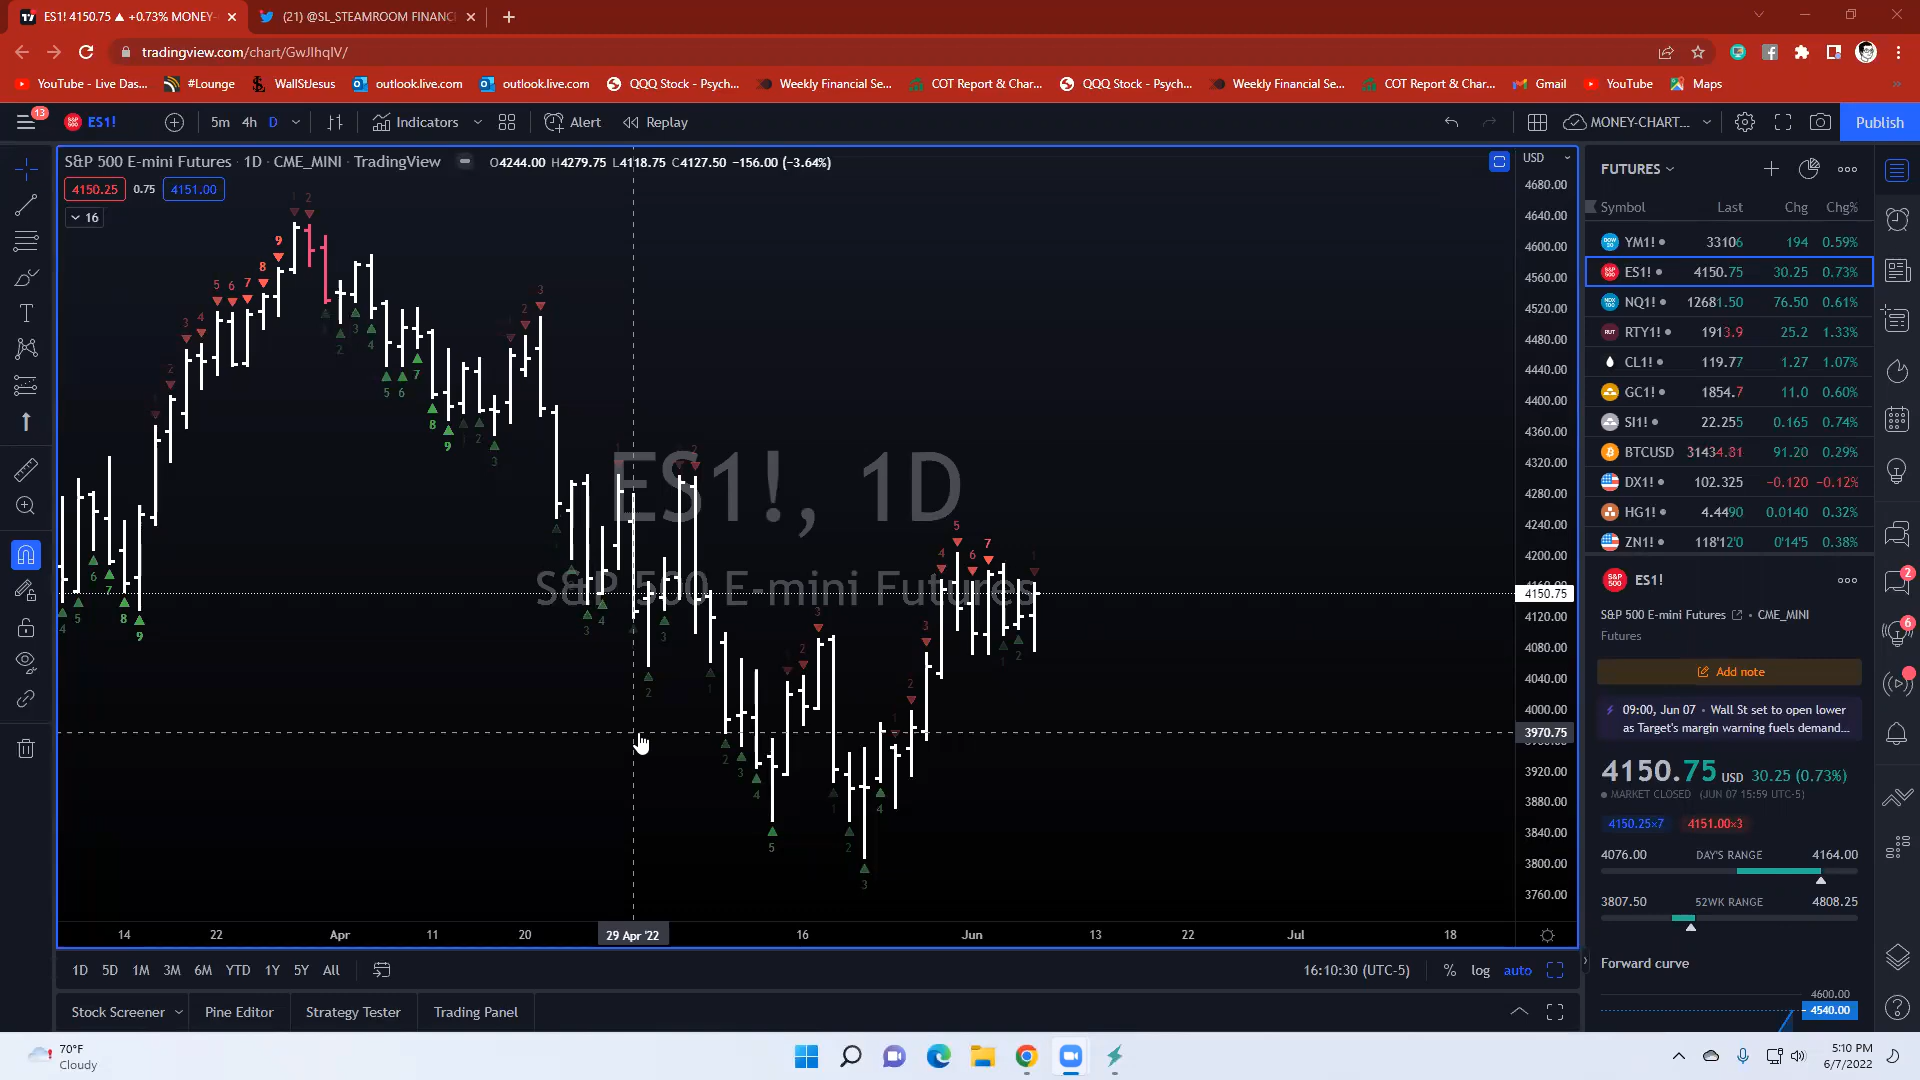 ES1! 4150.75 ▲ +0.73% MONEY-
(21) @SL_STEAMROOM FINANC
tradingview.com/chart/GwJIhqIV/
YouTube - Live Das...
#Lounge
WallStJesus
outlook.live.com
outlook.live.com
QQQ Stock - Psych...
Weekly Financial Se...
COT Report & Char...
QQQ Stock - Psych...
Weekly Financial Se...
COT Report & Char...
Gmail
YouTube
Maps
13
ES1!
5m 4h D
Indicators
Alert
Replay
MONEY-CHART...
Publish
S&P 500 E-mini Futures · 1D · CME_MINI · TradingView
O4244.00 H4279.75 L4118.75 C4127.50 −156.00 (−3.64%)
4150.25 0.75 4151.00
16
USD
4680.00
4640.00
4600.00
4560.00
4520.00
4480.00
4440.00
4400.00
4360.00
4320.00
4280.00
4240.00
4200.00
4150.75
4120.00
4080.00
4040.00
4000.00
3970.75
3920.00
3880.00
3840.00
3800.00
3760.00
ES1!, 1D
S&P 500 E-mini Futures
14 22 Apr 11 20 29 Apr '22 16 Jun 13 22 Jul 18
1D 5D 1M 3M 6M YTD 1Y 5Y All
16:10:30 (UTC-5) % log auto
Stock Screener
Pine Editor
Strategy Tester
Trading Panel
FUTURES
Symbol Last Chg Chg%
YM1! 33106 194 0.59%
ES1! 4150.75 30.25 0.73%
NQ1! 12681.50 76.50 0.61%
RTY1! 1913.9 25.2 1.33%
CL1! 119.77 1.27 1.07%
GC1! 1854.7 11.0 0.60%
SI1! 22.255 0.165 0.74%
BTCUSD 31434.81 91.20 0.29%
DX1! 102.325 −0.120 −0.12%
HG1! 4.4490 0.0140 0.32%
ZN1! 118'12'0 0'14'5 0.38%
ES1!
S&P 500 E-mini Futures • CME_MINI
Futures
Add note
09:00, Jun 07 • Wall St set to open lower
as Target's margin warning fuels demand...
4150.75 USD 30.25 (0.73%)
MARKET CLOSED (JUN 07 15:59 UTC-5)
4150.25×7 4151.00×3
4076.00 DAY'S RANGE 4164.00
3807.50 52WK RANGE 4808.25
Forward curve
4600.00
4540.00
2
6
70°F
Cloudy
5:10 PM
6/7/2022